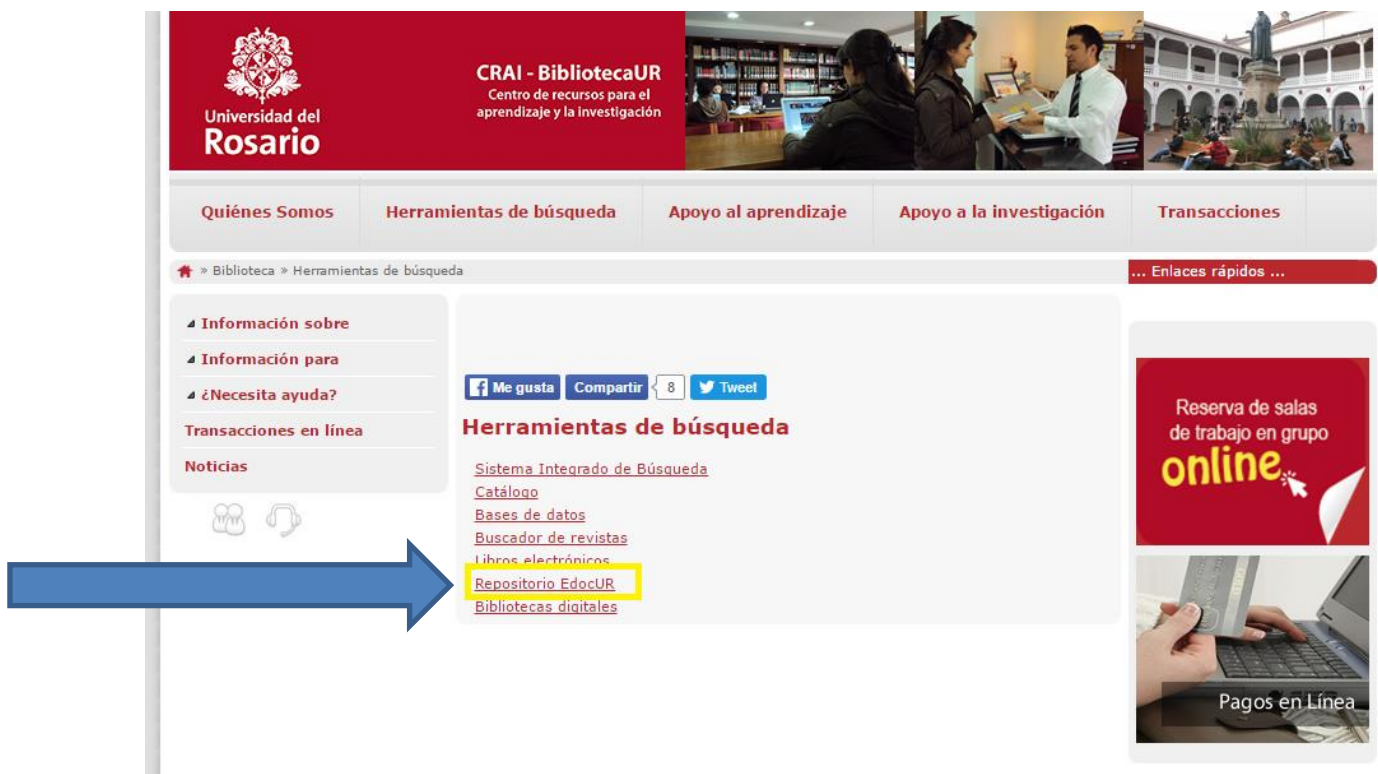 Universidad del
Rosario
CRAI - BibliotecaUR
Centro de recursos para el
aprendizaje y la investigación
Quiénes Somos
Herramientas de búsqueda
Apoyo al aprendizaje
Apoyo a la investigación
Transacciones
» Biblioteca » Herramientas de búsqueda
... Enlaces rápidos ...
Información sobre
Información para
¿Necesita ayuda?
Transacciones en línea
Noticias
Me gusta Compartir 8 Tweet
Herramientas de búsqueda
Sistema Integrado de Búsqueda
Catálogo
Bases de datos
Buscador de revistas
Libros electrónicos
Repositorio EdocUR
Bibliotecas digitales
Reserva de salas
de trabajo en grupo
online
Pagos en Línea